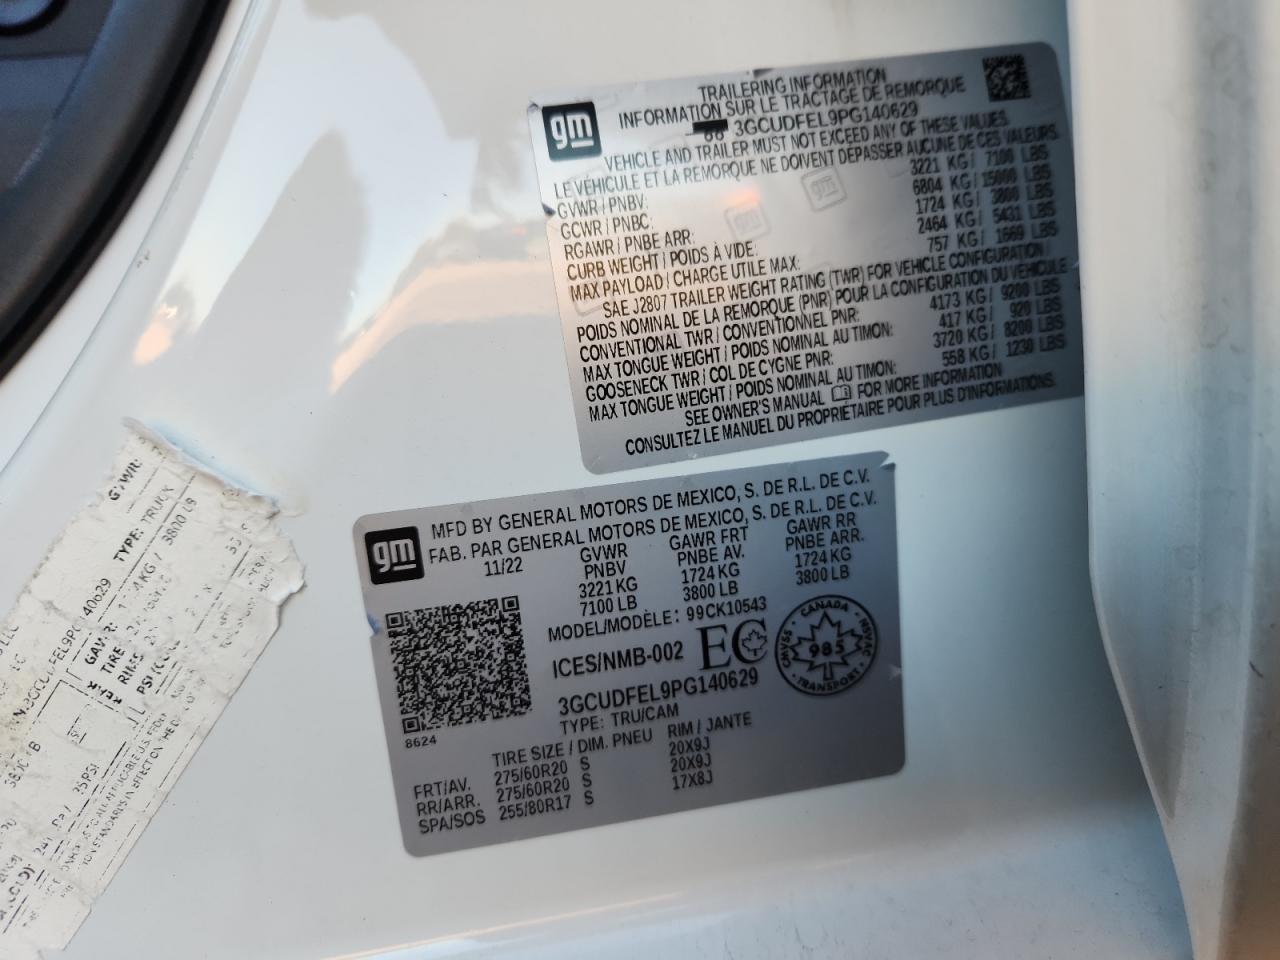 gm
TRAILERING INFORMATION
INFORMATION SUR LE TRACTAGE DE REMORQUE
3GCUDFEL9PG140629
VEHICLE AND TRAILER MUST NOT EXCEED ANY OF THESE VALUES.
LE VÉHICULE ET LA REMORQUE NE DOIVENT DÉPASSER AUCUNE DE CES VALEURS.
GVWR / PNBV: 3221 KG / 7100 LBS
GCWR / PNBC: 6804 KG / 15000 LBS
RGAWR / PNBE ARR: 1724 KG / 3800 LBS
CURB WEIGHT / POIDS À VIDE: 2464 KG / 5431 LBS
MAX PAYLOAD / CHARGE UTILE MAX: 757 KG / 1669 LBS
SAE J2807 TRAILER WEIGHT RATING (TWR) FOR VEHICLE CONFIGURATION /
POIDS NOMINAL DE LA REMORQUE (PNR) POUR LA CONFIGURATION DU VÉHICULE
CONVENTIONAL TWR / CONVENTIONNEL PNR: 4173 KG / 9200 LBS
MAX TONGUE WEIGHT / POIDS NOMINAL AU TIMON: 417 KG / 920 LBS
GOOSENECK TWR / COL DE CYGNE PNR: 3720 KG / 8200 LBS
MAX TONGUE WEIGHT / POIDS NOMINAL AU TIMON: 558 KG / 1230 LBS
SEE OWNER'S MANUAL FOR MORE INFORMATION
CONSULTEZ LE MANUEL DU PROPRIÉTAIRE POUR PLUS D'INFORMATIONS.
gm
MFD BY GENERAL MOTORS DE MEXICO, S. DE R.L. DE C.V.
FAB. PAR GENERAL MOTORS DE MEXICO, S. DE R.L. DE C.V.
11/22 GVWR GAWR FRT GAWR RR
PNBV PNBE AV. PNBE ARR.
3221 KG 1724 KG 1724 KG
7100 LB 3800 LB 3800 LB
MODEL/MODÈLE: 99CK10543
ICES/NMB-002 EC
CANADA
985
TRANSPORT
CMVSS
NSVAC
3GCUDFEL9PG140629
TYPE: TRU/CAM
8624
TIRE SIZE / DIM. PNEU RIM / JANTE
FRT/AV. 275/60R20 S 20X9J
RR/ARR. 275/60R20 S 20X9J
SPA/SOS 255/80R17 S 17X8J
TYPE: TRUCK
3800 LB
GAWR:
TIRE
RIMS